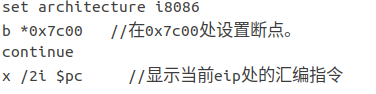 set architecture i8086
b *0x7c00   //在0x7c00处设置断点。
continue
x /2i $pc     //显示当前eip处的汇编指令